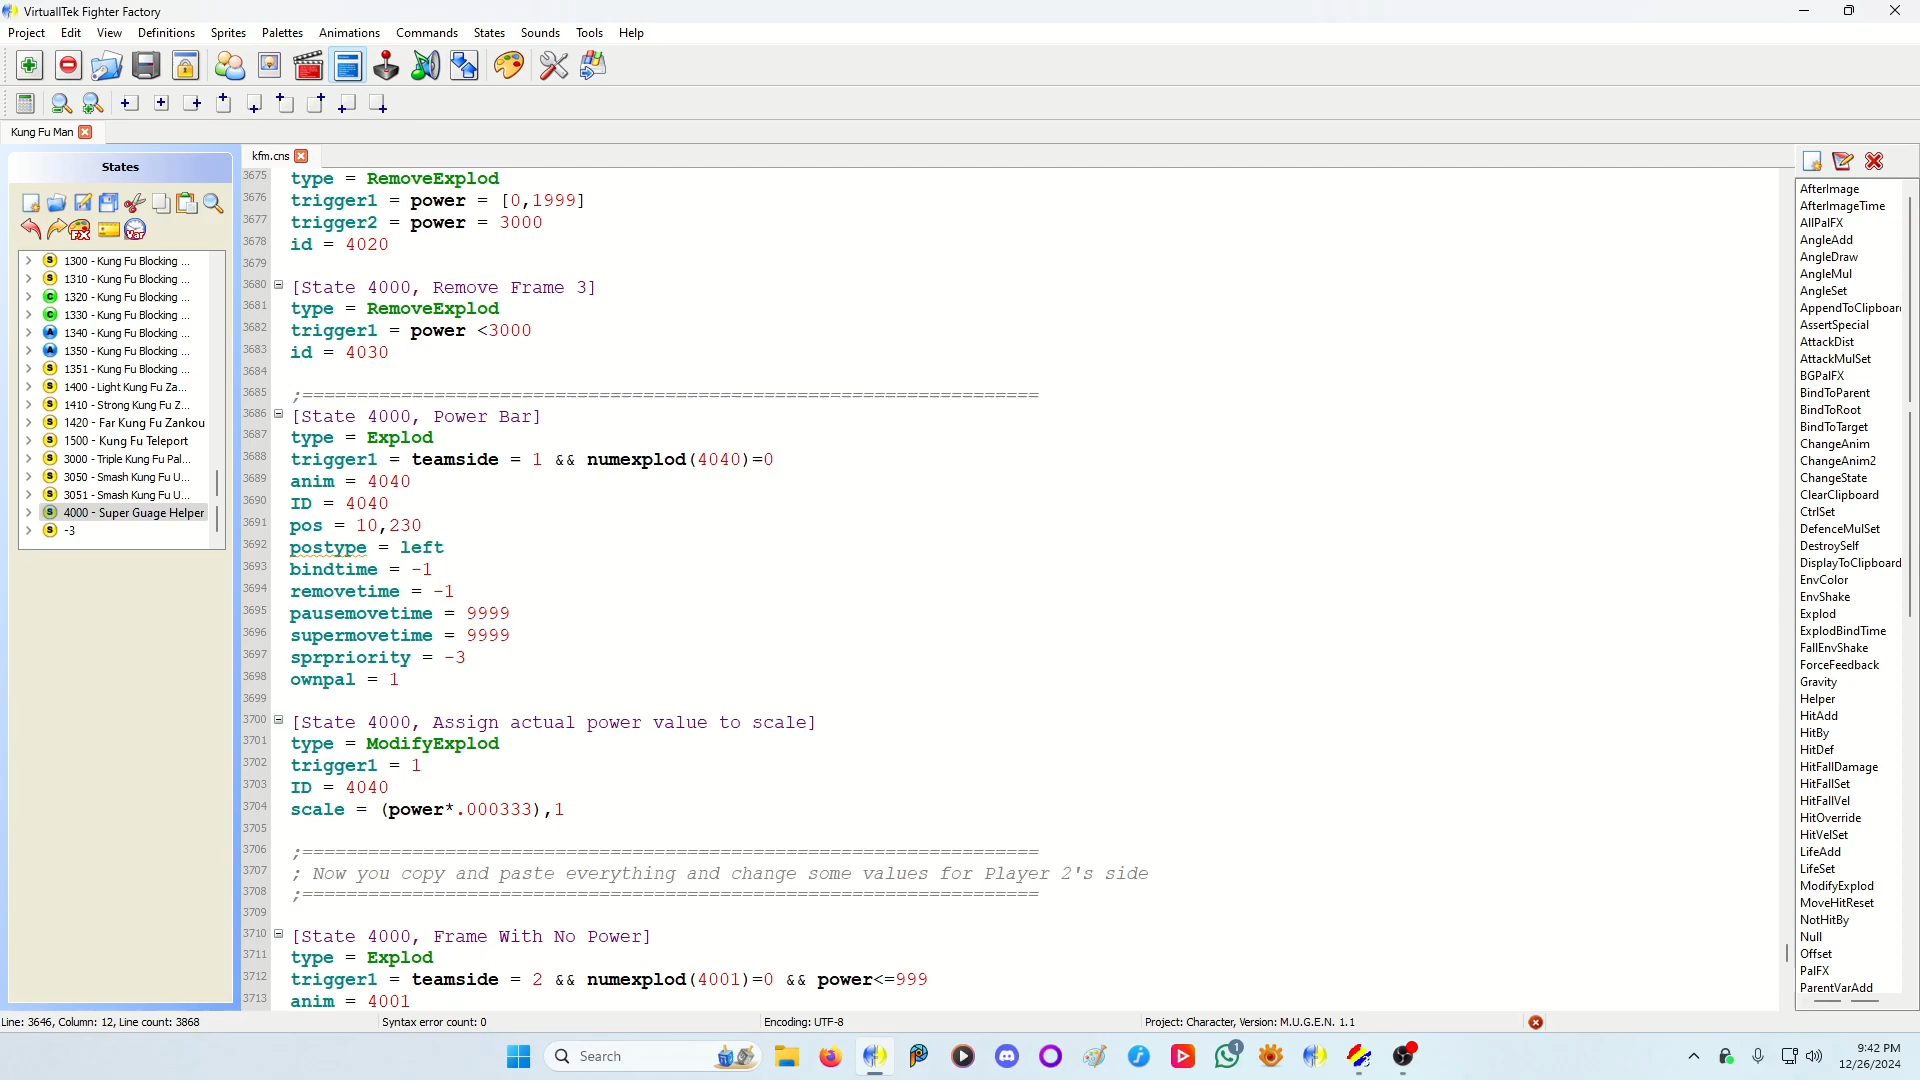 VirtuallTek Fighter Factory
Project Edit View Definitions Sprites Palettes Animations Commands States Sounds Tools Help
Kung Fu Man
States
1300 - Kung Fu Blocking ...
1310 - Kung Fu Blocking ...
1320 - Kung Fu Blocking ...
1330 - Kung Fu Blocking ...
1340 - Kung Fu Blocking ...
1350 - Kung Fu Blocking ...
1351 - Kung Fu Blocking ...
1400 - Light Kung Fu Za...
1410 - Strong Kung Fu Z...
1420 - Far Kung Fu Zankou
1500 - Kung Fu Teleport
3000 - Triple Kung Fu Pal...
3050 - Smash Kung Fu U...
3051 - Smash Kung Fu U...
4000 - Super Guage Helper
-3
kfm.cns
3675 type = RemoveExplod
3676 trigger1 = power = [0,1999]
3677 trigger2 = power = 3000
3678 id = 4020
3679
3680 [State 4000, Remove Frame 3]
3681 type = RemoveExplod
3682 trigger1 = power <3000
3683 id = 4030
3684
3685 ;===================================================================
3686 [State 4000, Power Bar]
3687 type = Explod
3688 trigger1 = teamside = 1 && numexplod(4040)=0
3689 anim = 4040
3690 ID = 4040
3691 pos = 10,230
3692 postype = left
3693 bindtime = -1
3694 removetime = -1
3695 pausemovetime = 9999
3696 supermovetime = 9999
3697 sprpriority = -3
3698 ownpal = 1
3699
3700 [State 4000, Assign actual power value to scale]
3701 type = ModifyExplod
3702 trigger1 = 1
3703 ID = 4040
3704 scale = (power*.000333),1
3705
3706 ;===================================================================
3707 ; Now you copy and paste everything and change some values for Player 2's side
3708 ;===================================================================
3709
3710 [State 4000, Frame With No Power]
3711 type = Explod
3712 trigger1 = teamside = 2 && numexplod(4001)=0 && power<=999
3713 anim = 4001
AfterImage
AfterImageTime
AllPalFX
AngleAdd
AngleDraw
AngleMul
AngleSet
AppendToClipboar
AssertSpecial
AttackDist
AttackMulSet
BGPalFX
BindToParent
BindToRoot
BindToTarget
ChangeAnim
ChangeAnim2
ChangeState
ClearClipboard
CtrlSet
DefenceMulSet
DestroySelf
DisplayToClipboard
EnvColor
EnvShake
Explod
ExplodBindTime
FallEnvShake
ForceFeedback
Gravity
Helper
HitAdd
HitBy
HitDef
HitFallDamage
HitFallSet
HitFallVel
HitOverride
HitVelSet
LifeAdd
LifeSet
ModifyExplod
MoveHitReset
NotHitBy
Null
Offset
PalFX
ParentVarAdd
Line: 3646, Column: 12, Line count: 3868 Syntax error count: 0 Encoding: UTF-8 Project: Character, Version: M.U.G.E.N. 1.1
Search
1
9:42 PM
12/26/2024